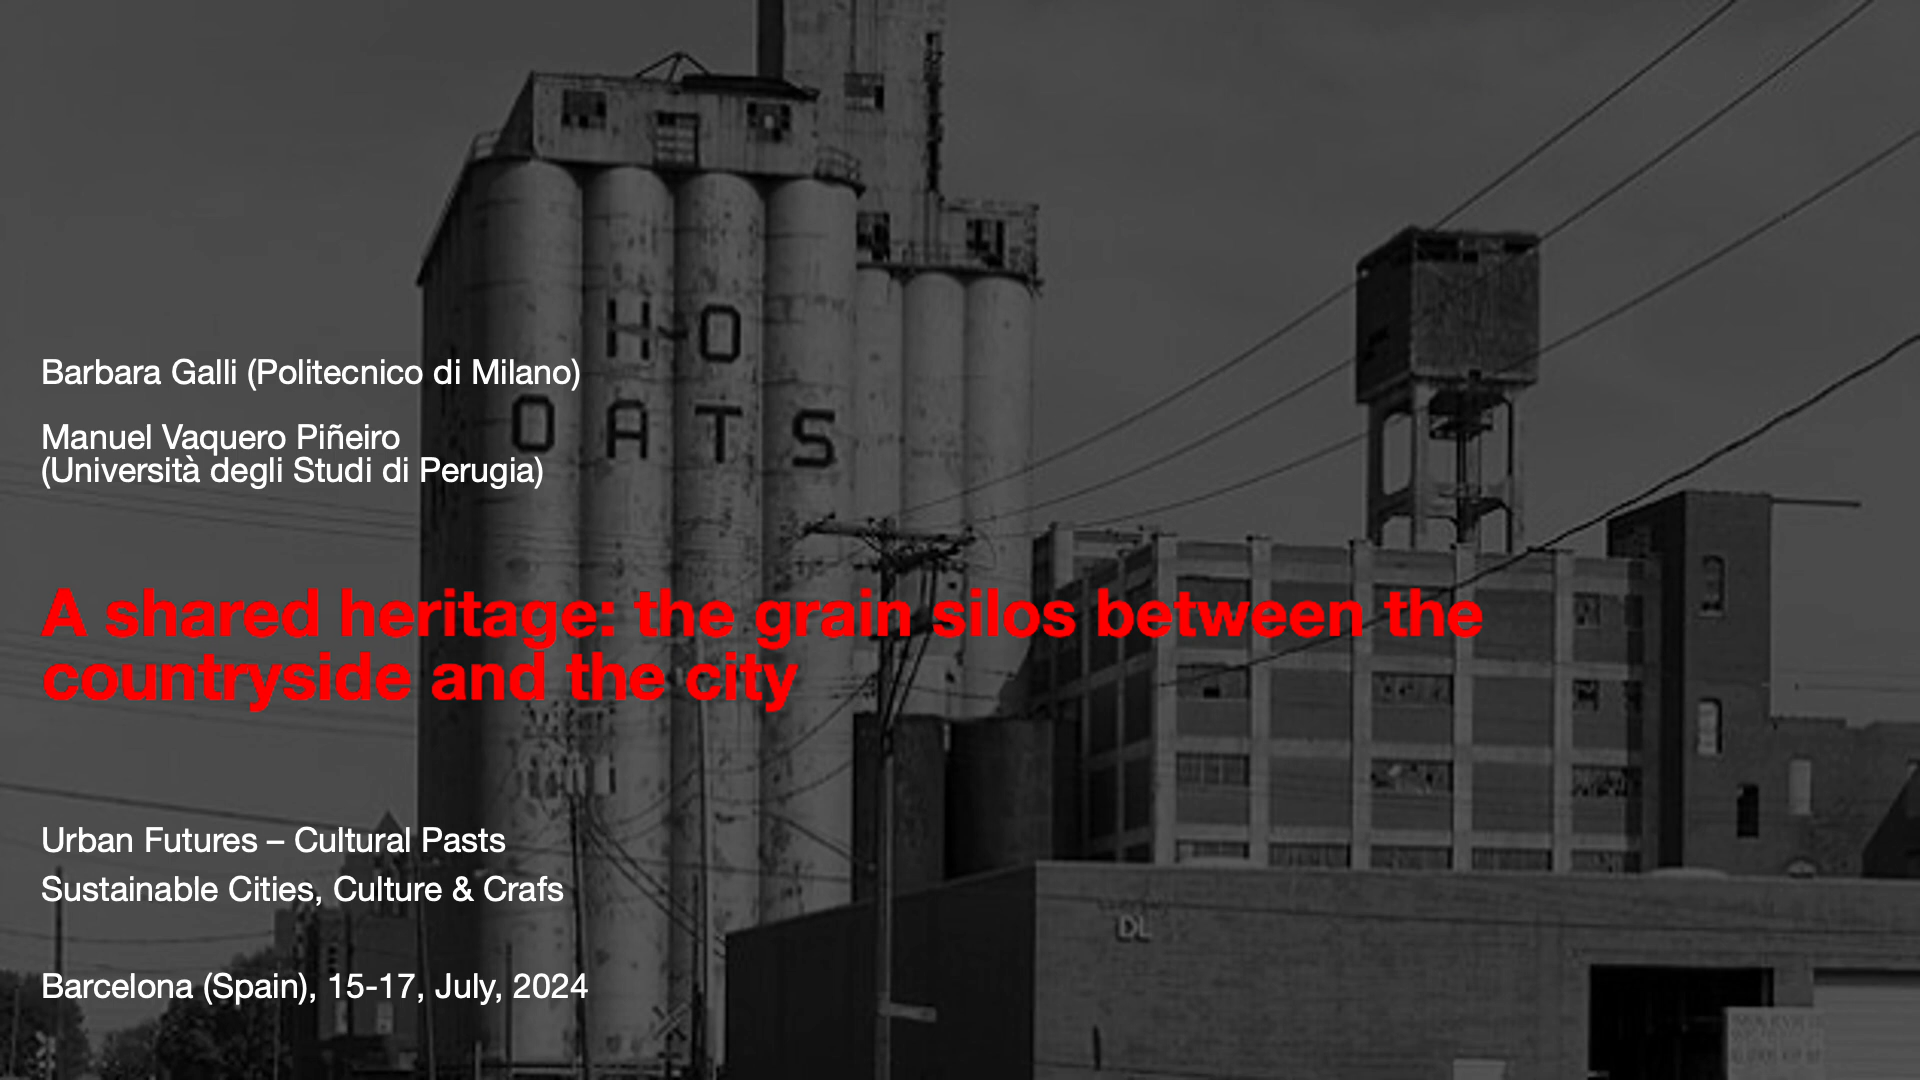 H-O
OATS
Barbara Galli (Politecnico di Milano)
Manuel Vaquero Piñeiro
(Università degli Studi di Perugia)
A shared heritage: the grain silos between the
countryside and the city
Urban Futures – Cultural Pasts
Sustainable Cities, Culture & Crafs
DL
Barcelona (Spain), 15-17, July, 2024